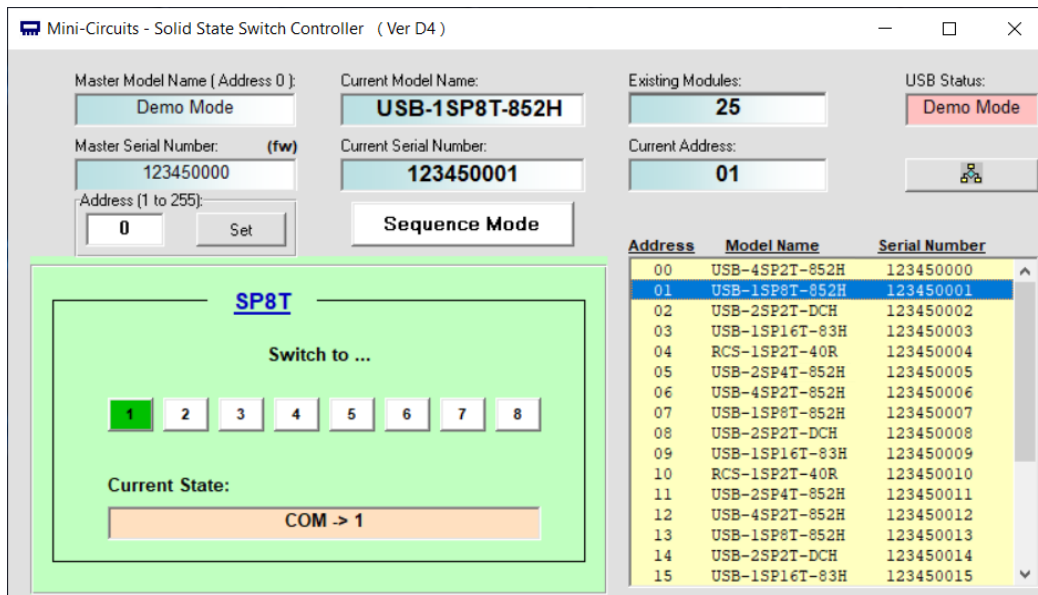 Mini-Circuits - Solid State Switch Controller ( Ver D4 )
Master Model Name ( Address 0 ):
Demo Mode
Current Model Name:
USB-1SP8T-852H
Existing Modules:
25
USB Status:
Demo Mode
Master Serial Number: (fw)
123450000
Current Serial Number:
123450001
Current Address:
01
Address (1 to 255):
0 Set
Sequence Mode
SP8T
Switch to ...
1 2 3 4 5 6 7 8
Current State:
COM -> 1
Address Model Name Serial Number
00 USB-4SP2T-852H 123450000
01 USB-1SP8T-852H 123450001
02 USB-2SP2T-DCH 123450002
03 USB-1SP16T-83H 123450003
04 RCS-1SP2T-40R 123450004
05 USB-2SP4T-852H 123450005
06 USB-4SP2T-852H 123450006
07 USB-1SP8T-852H 123450007
08 USB-2SP2T-DCH 123450008
09 USB-1SP16T-83H 123450009
10 RCS-1SP2T-40R 123450010
11 USB-2SP4T-852H 123450011
12 USB-4SP2T-852H 123450012
13 USB-1SP8T-852H 123450013
14 USB-2SP2T-DCH 123450014
15 USB-1SP16T-83H 123450015